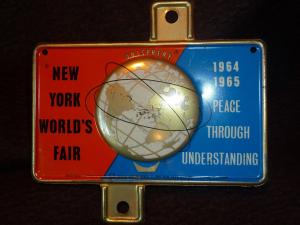 UNISPHERE
NEW
YORK
WORLD'S
FAIR
1964
1965
PEACE
THROUGH
UNDERSTANDING